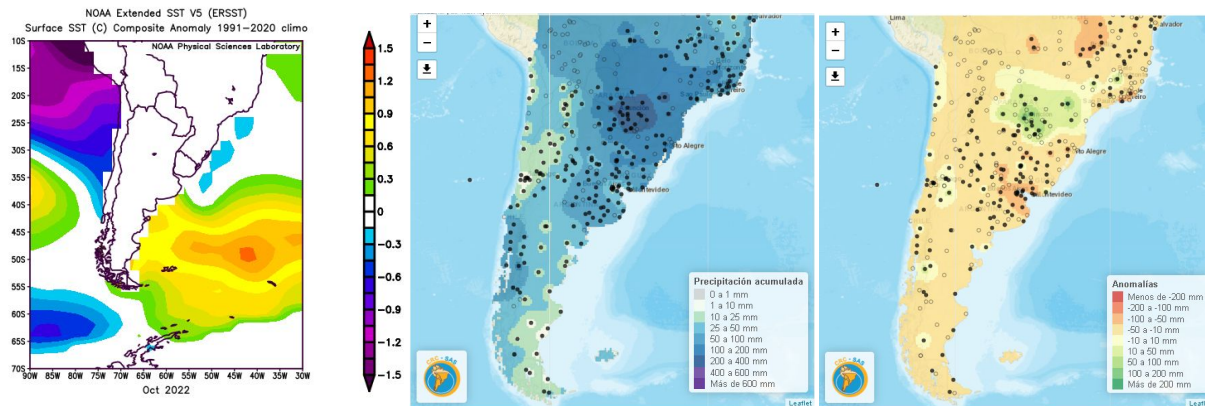 NOAA Extended SST V5 (ERSST)
Surface SST (C) Composite Anomaly 1991-2020 climo
NOAA Physical Sciences Laboratory
10S
15S
20S
25S
30S
35S
40S
45S
50S
55S
60S
65S
70S
90W 85W 80W 75W 70W 65W 60W 55W 50W 45W 40W 35W 30W
Oct 2022
1.5
1.2
0.9
0.6
0.3
0
-0.3
-0.6
-0.9
-1.2
-1.5
+
−
Salvador
Montevideo
Precipitación acumulada
0 a 1 mm
1 a 10 mm
10 a 25 mm
25 a 50 mm
50 a 100 mm
100 a 200 mm
200 a 400 mm
400 a 600 mm
Más de 600 mm
CRC - SAS
Leaflet
+
−
Lima
Salvador
Sto Alegre
Montevideo
Anomalías
Menos de -200 mm
-200 a -100 mm
-100 a -50 mm
-50 a -10 mm
-10 a 10 mm
10 a 50 mm
50 a 100 mm
100 a 200 mm
Más de 200 mm
CRC - SAS
Leaflet